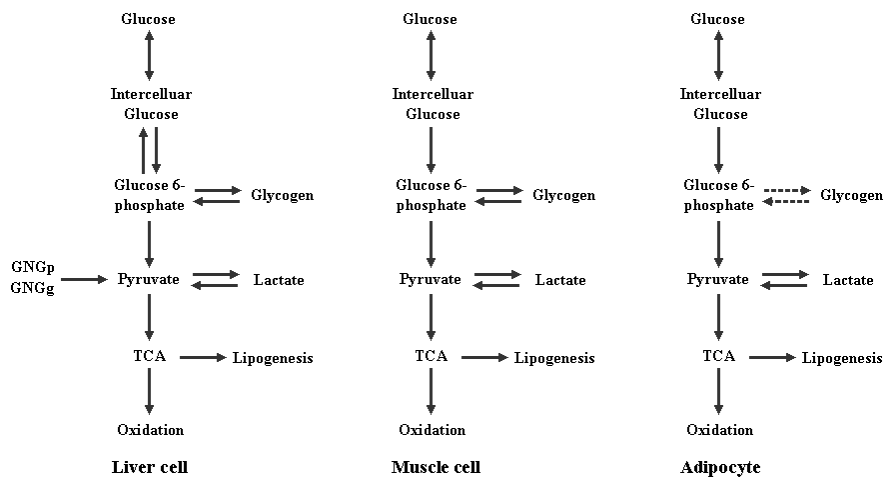 Glucose
Intercelluar
Glucose
Glucose 6-
phosphate
Glycogen
GNGp
GNGg
Pyruvate
Lactate
TCA
Lipogenesis
Oxidation
Liver cell
Glucose
Intercelluar
Glucose
Glucose 6-
phosphate
Glycogen
Pyruvate
Lactate
TCA
Lipogenesis
Oxidation
Muscle cell
Glucose
Intercelluar
Glucose
Glucose 6-
phosphate
Glycogen
Pyruvate
Lactate
TCA
Lipogenesis
Oxidation
Adipocyte